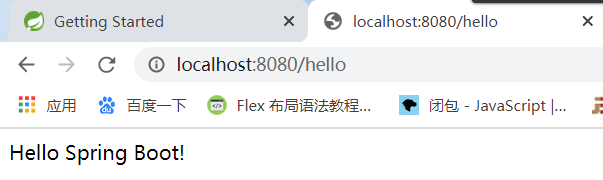 Getting Started localhost:8080/hello
localhost:8080/hello
应用 百度一下 Flex 布局语法教程... 闭包 - JavaScript |...
Hello Spring Boot!